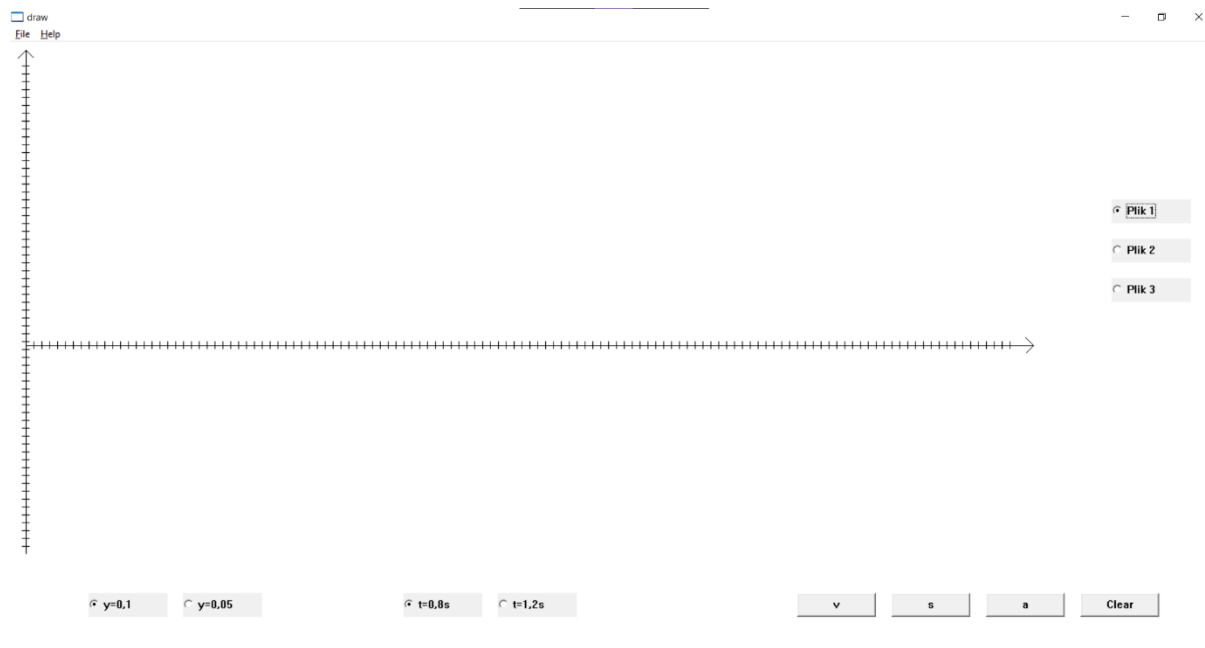 draw
File Help
Plik 1
Plik 2
Plik 3
y=0,1 y=0,05 t=0,8s t=1,2s v s a Clear